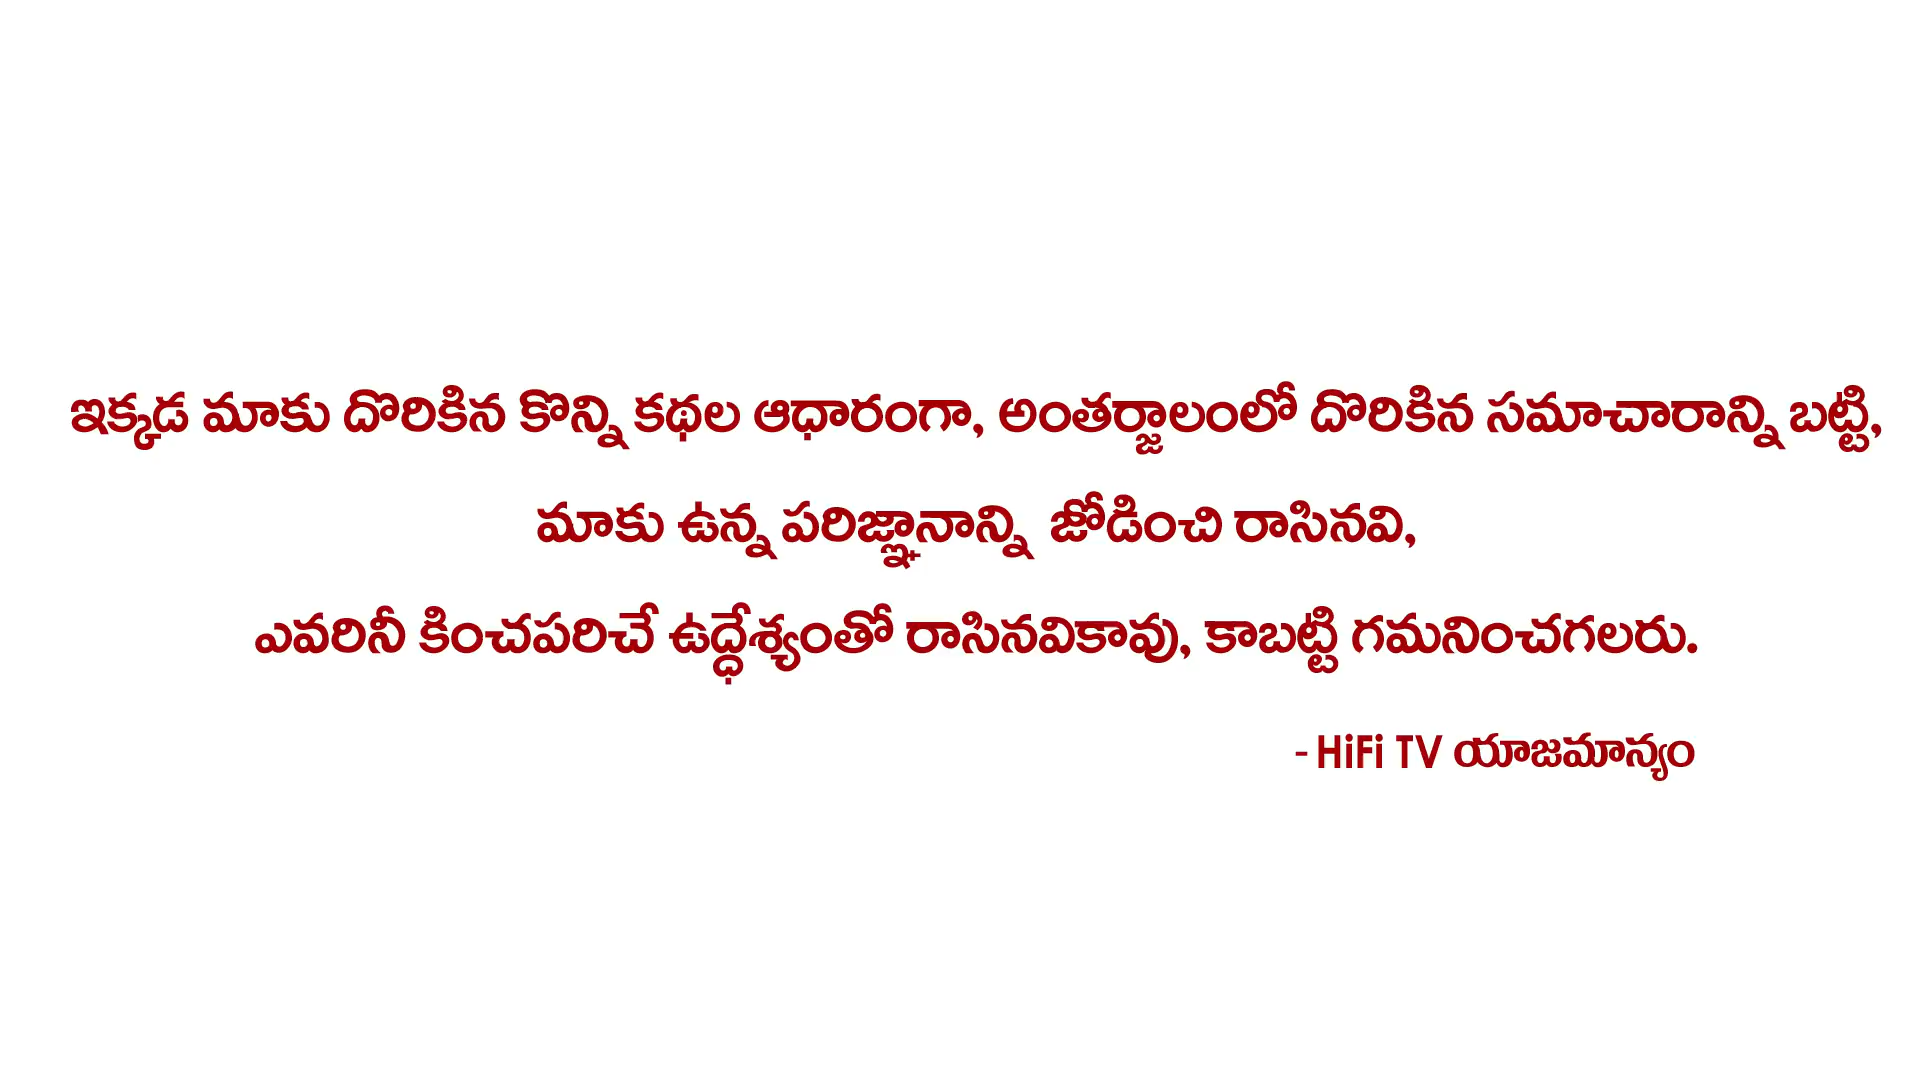 ఇక్కడ మాకు దొరికిన కొన్ని కథల ఆధారంగా, అంతర్జాలంలో దొరికిన సమాచారాన్ని బట్టి,
మాకు ఉన్న పరిజ్ఞానాన్ని జోడించి రాసినవి,
ఎవరినీ కించపరిచే ఉద్ధేశ్యంతో రాసినవికావు, కాబట్టి గమనించగలరు.
- HiFi TV యాజమాన్యం